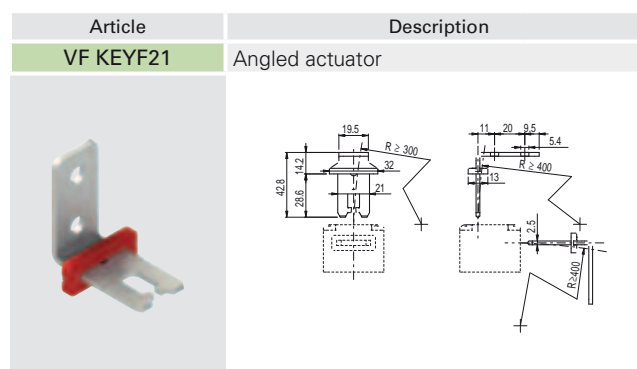 Article Description
VF KEYF21 Angled actuator
19.5
R ≥ 300
32
14.2
42.8
28.6
21
11 20 9.5
5.4
R ≥ 400
13
2.5
R≥400